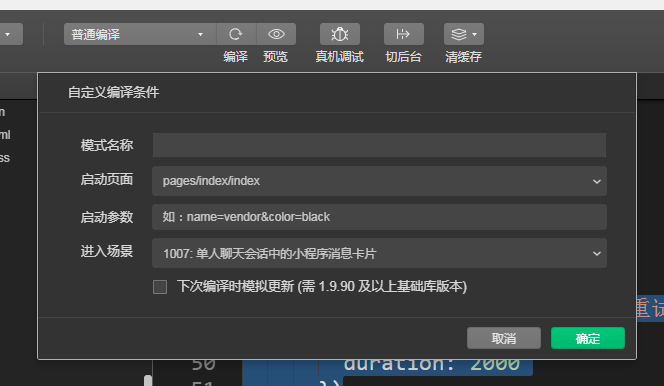 普通编译
编译 预览 真机调试 切后台 清缓存
自定义编译条件
n
ml
ss
模式名称
启动页面 pages/index/index
启动参数 如：name=vendor&color=black
进入场景 1007: 单人聊天会话中的小程序消息卡片
下次编译时模拟更新 (需 1.9.90 及以上基础库版本)
重试
取消 确定
50 duration: 2000
51 })